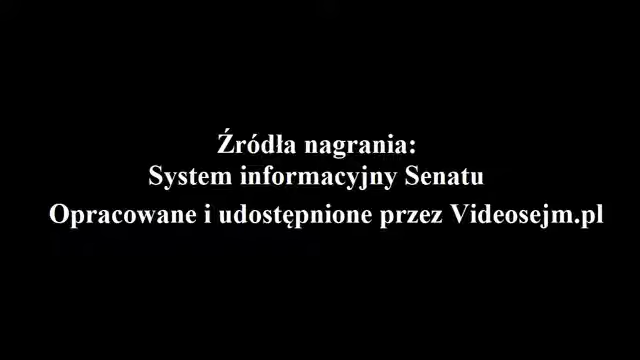 Źródła nagrania:
System informacyjny Senatu
Opracowane i udostępnione przez Videosejm.pl